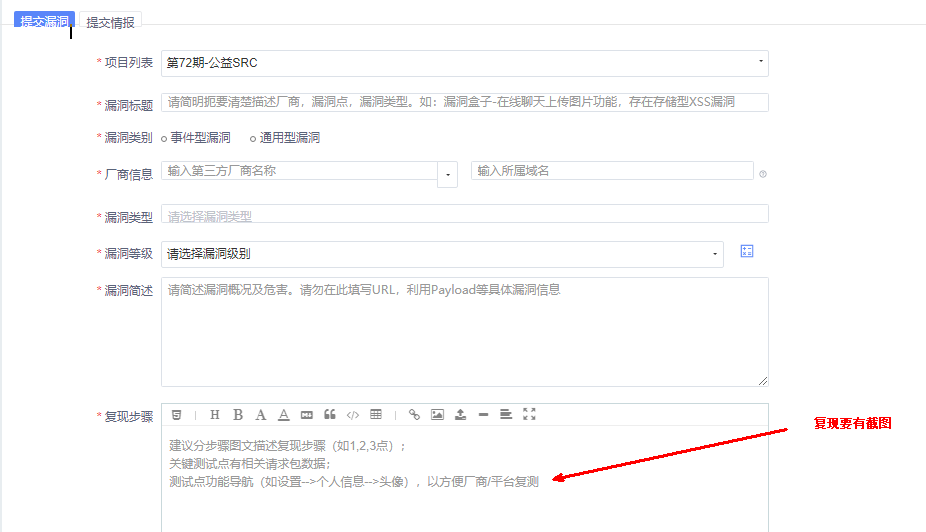 提交漏洞 提交情报
* 项目列表 第72期-公益SRC
* 漏洞标题 请简明扼要清楚描述厂商，漏洞点，漏洞类型。如：漏洞盒子-在线聊天上传图片功能，存在存储型XSS漏洞
* 漏洞类别 事件型漏洞 通用型漏洞
* 厂商信息 输入第三方厂商名称 输入所属域名
* 漏洞类型 请选择漏洞类型
* 漏洞等级 请选择漏洞级别
* 漏洞简述 请简述漏洞概况及危害。请勿在此填写URL，利用Payload等具体漏洞信息
* 复现步骤 H B A A </>
复现要有截图
建议分步骤图文描述复现步骤（如1,2,3点）；
关键测试点有相关请求包数据；
测试点功能导航（如设置-->个人信息-->头像），以方便厂商/平台复测